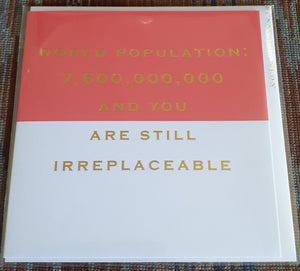 WORLD POPULATION:
7,600,000,000
AND YOU
ARE STILL
IRREPLACEABLE